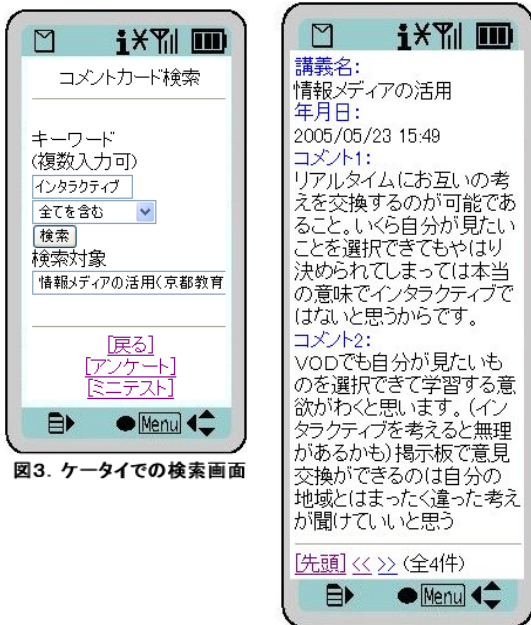 コメントカード検索
キーワード
(複数入力可)
インタラクティブ
全てを含む
検索
検索対象
情報メディアの活用(京都教育
[戻る]
[アンケート]
[ミニテスト]
Menu
図3. ケータイでの検索画面
講義名:
情報メディアの活用
年月日:
2005/05/23 15:49
コメント1:
リアルタイムにお互いの考
えを交換するのが可能であ
ること。いくら自分が見たい
ことを選択できてもやはり
決められてしまっては本当
の意味でインタラクティブで
はないと思うからです。
コメント2:
VODでも自分が見たいも
のを選択できて学習する意
欲がわくと思います。(イン
タラクティブを考えると無理
があるかも)掲示板で意見
交換ができるのは自分の
地域とはまったく違った考え
が聞けていいと思う
[先頭] << >> (全4件)
Menu